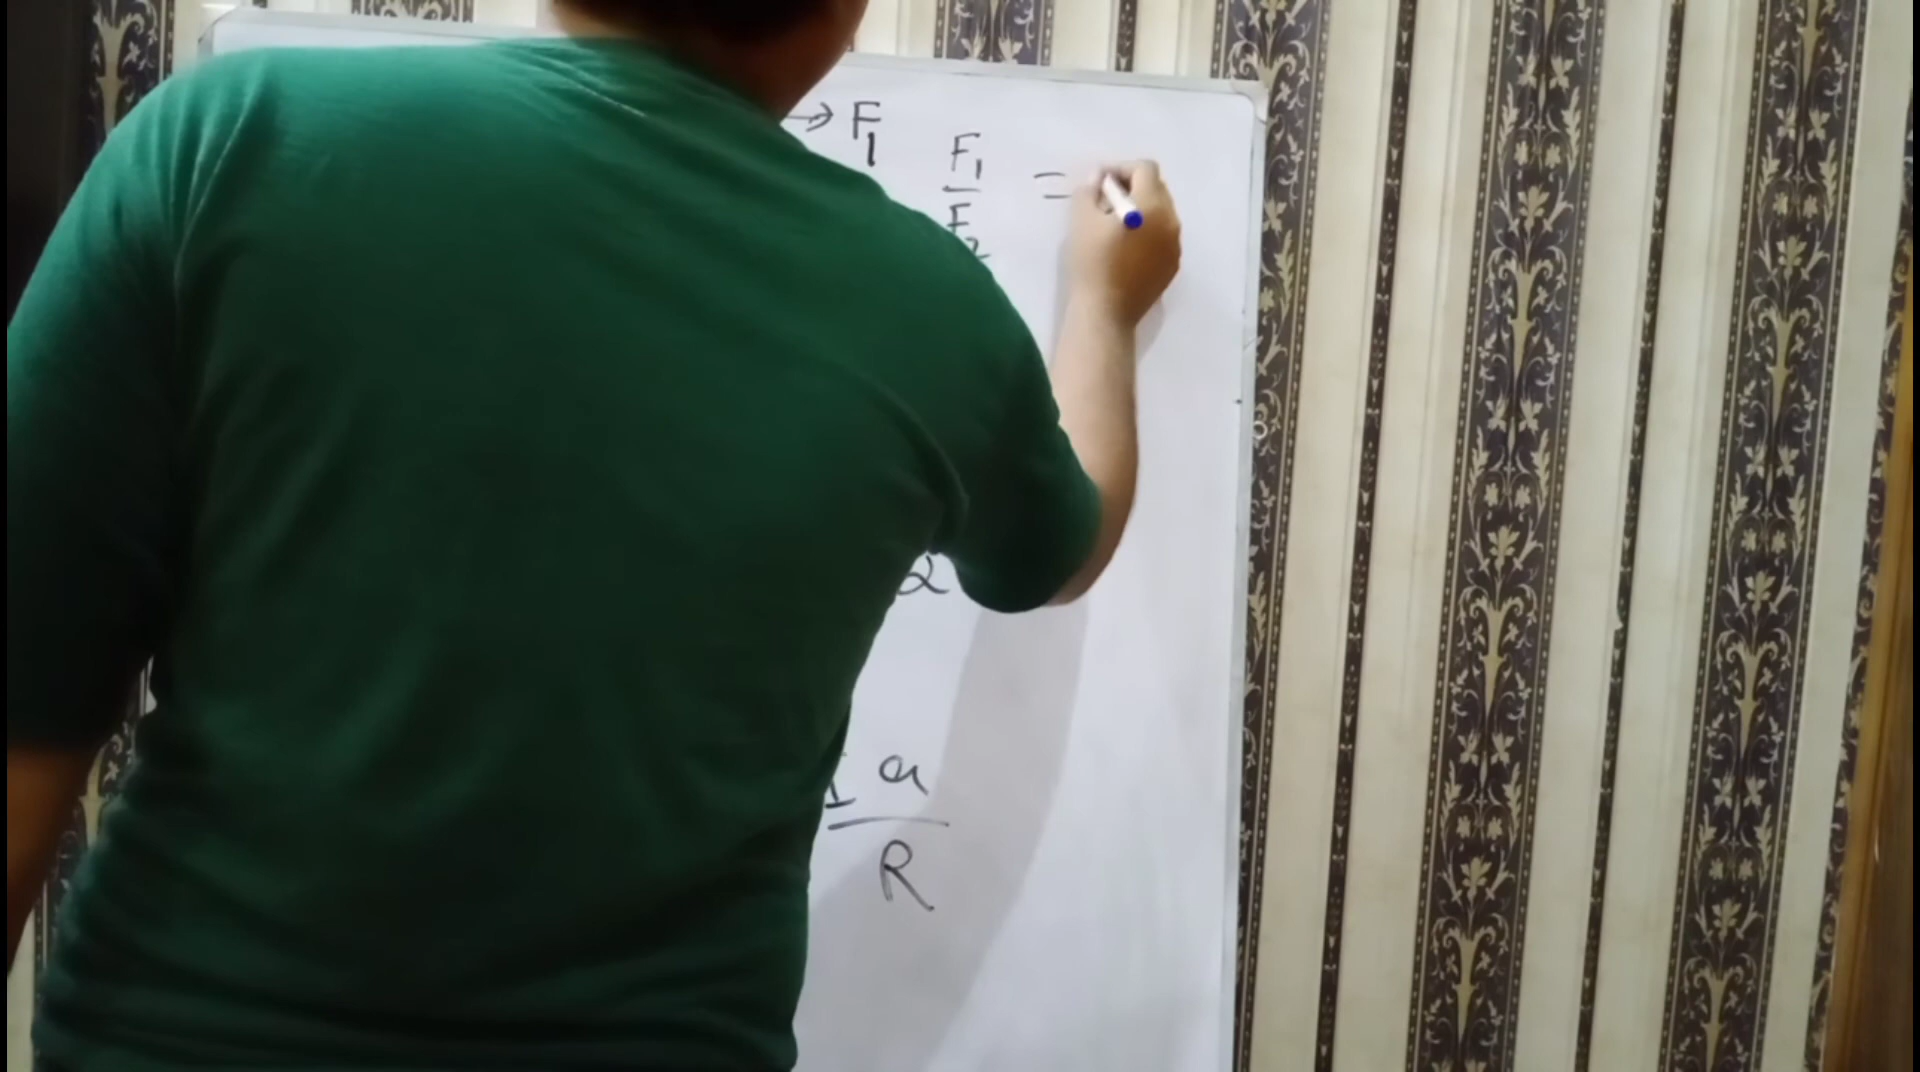 → F₁
F₁
=
F₂
2
I a
R